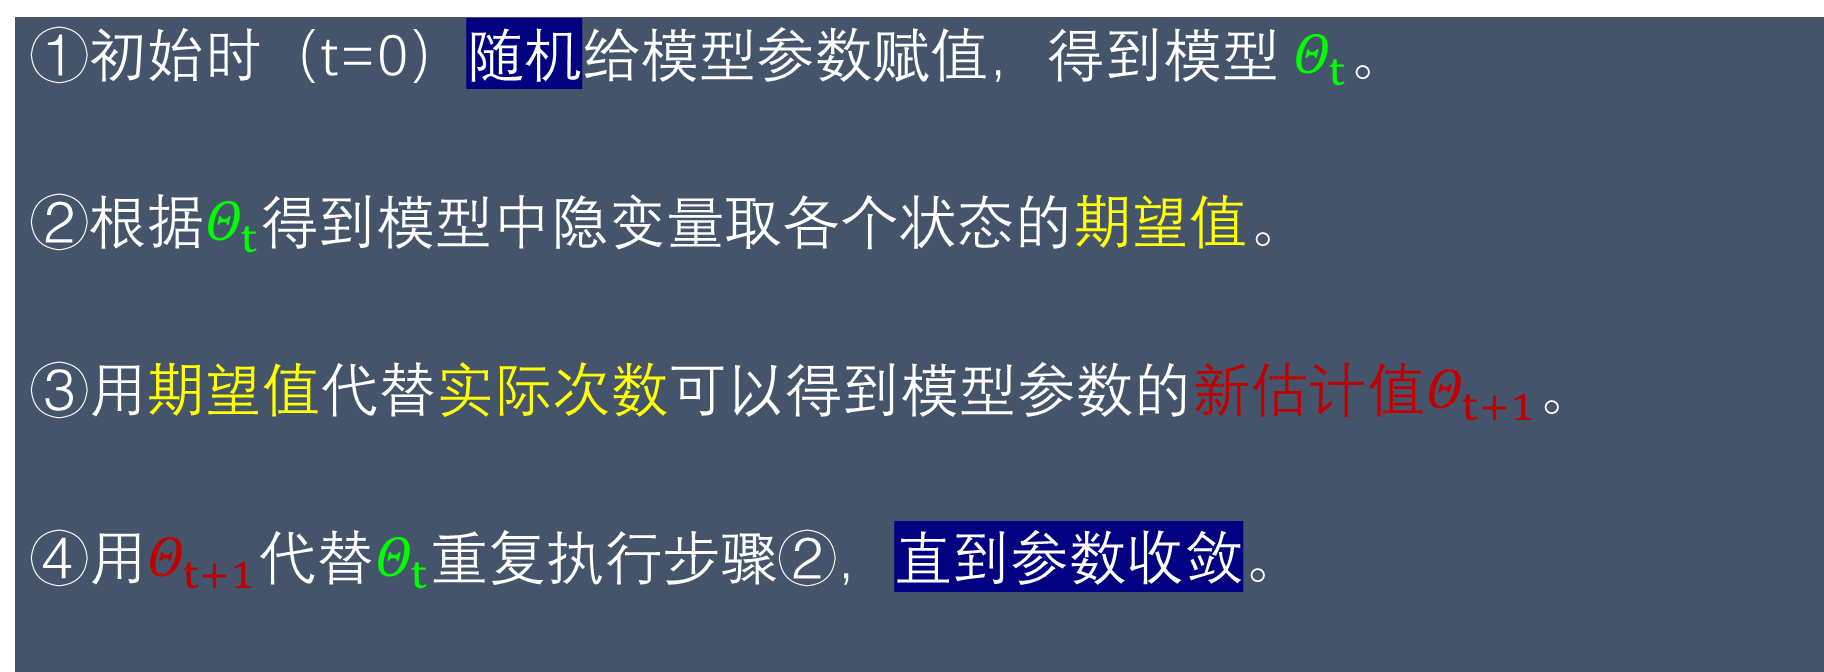 ①初始时（t=0）随机给模型参数赋值，得到模型 Θt。
②根据Θt得到模型中隐变量取各个状态的期望值。
③用期望值代替实际次数可以得到模型参数的新估计值Θt+1。
④用Θt+1代替Θt重复执行步骤②，直到参数收敛。